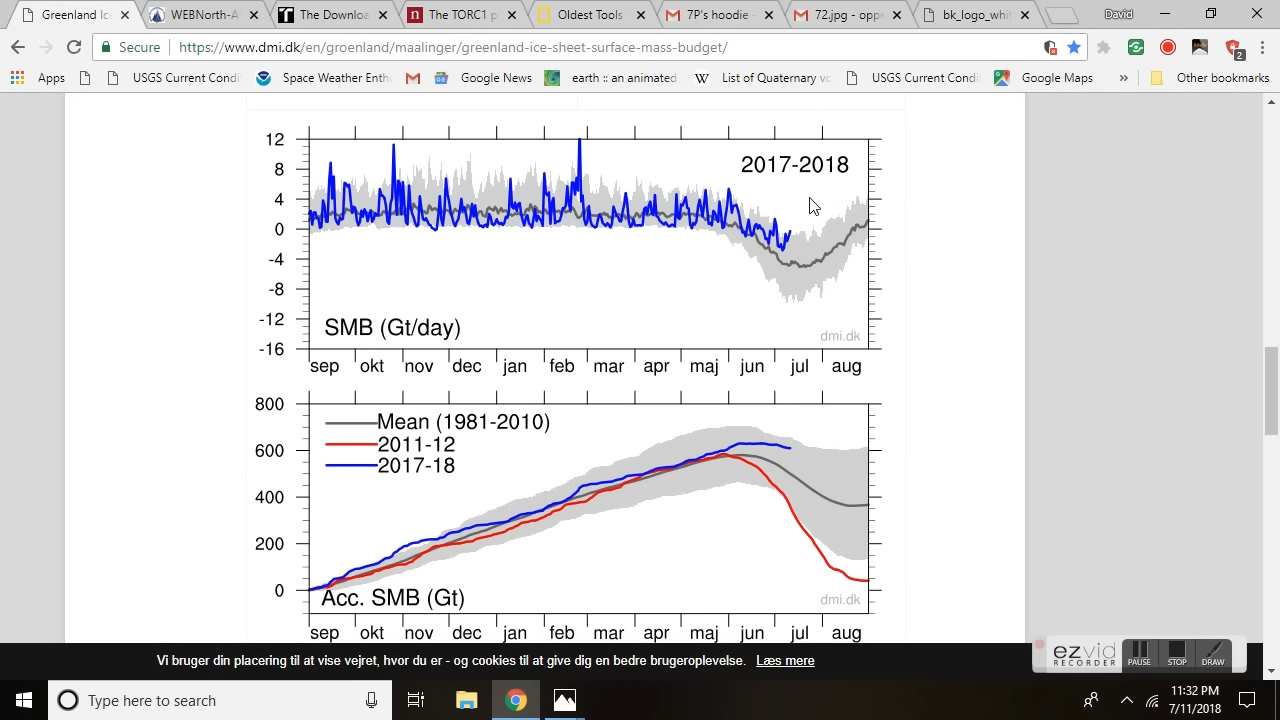 Greenland Ice
WEBNorth-A
The Downloa
The TORC1 p
Oldest Tools
7P's hoodie
72.jpg - opp
bk_logo_whi
David
Secure
https://www.dmi.dk/en/groenland/maalinger/greenland-ice-sheet-surface-mass-budget/
2
Apps
USGS Current Condi
Space Weather Enth
Google News
earth :: an animated
W List of Quaternary vo
USGS Current Condi
Google Maps
»
Other bookmarks
12
8
4
0
-4
-8
-12
-16
2017-2018
SMB (Gt/day)
dmi.dk
sep okt nov dec jan feb mar apr maj jun jul aug
800
600
400
200
0
Mean (1981-2010)
2011-12
2017-18
Acc. SMB (Gt)
dmi.dk
sep okt nov dec jan feb mar apr maj jun jul aug
Vi bruger din placering til at vise vejret, hvor du er - og cookies til at give dig en bedre brugeroplevelse. Læs mere
ezvid
RECORDER
PAUSE
STOP
DRAW
Type here to search
11:32 PM
7/11/2018